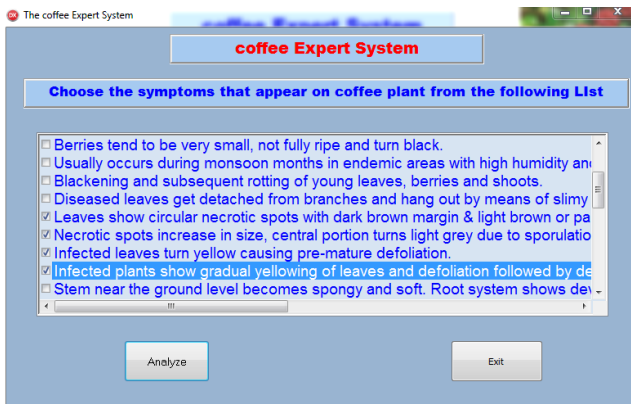 The coffee Expert System
coffee Expert System
coffee Expert System
Choose the symptoms that appear on coffee plant from the following LIst
Berries tend to be very small, not fully ripe and turn black.
Usually occurs during monsoon months in endemic areas with high humidity
Blackening and subsequent rotting of young leaves, berries and shoots.
Diseased leaves get detached from branches and hang out by means of slimy
Leaves show circular necrotic spots with dark brown margin & light brown or
Necrotic spots increase in size, central portion turns light grey due to
Infected leaves turn yellow causing pre-mature defoliation.
Infected plants show gradual yellowing of leaves and defoliation followed by
Stem near the ground level becomes spongy and soft. Root system shows
Analyze
Exit